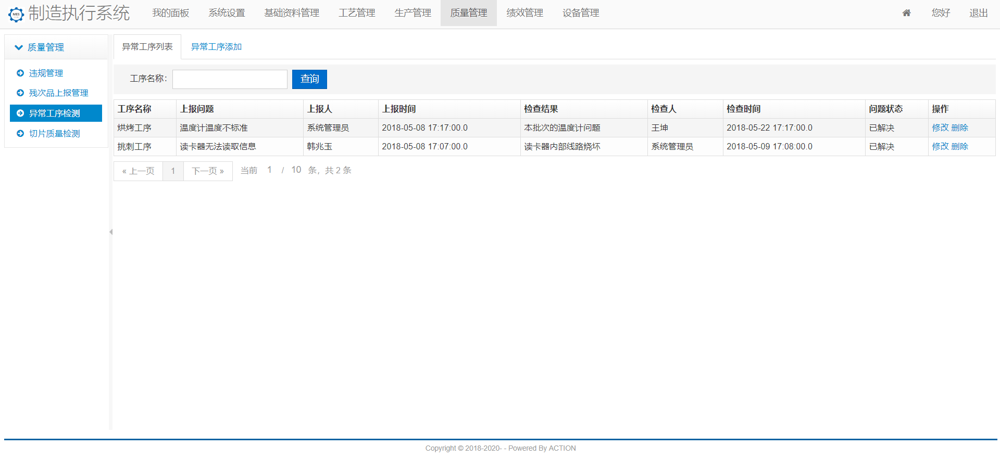 MES 制造执行系统 我的面板 系统设置 基础资料管理 工艺管理 生产管理 质量管理 绩效管理 设备管理 您好 退出
质量管理
违规管理
残次品上报管理
异常工序检测
切片质量检测
异常工序列表 异常工序添加
工序名称： 查询
工序名称 上报问题 上报人 上报时间 检查结果 检查人 检查时间 问题状态 操作
烘烤工序 温度计温度不标准 系统管理员 2018-05-08 17:17:00.0 本批次的温度计问题 王坤 2018-05-22 17:17:00.0 已解决 修改 删除
挑刺工序 读卡器无法读取信息 韩兆玉 2018-05-08 17:07:00.0 读卡器内部线路烧坏 系统管理员 2018-05-09 17:08:00.0 已解决 修改 删除
« 上一页 1 下一页 » 当前 1 / 10 条，共 2 条
Copyright © 2018-2020- - Powered By ACTION